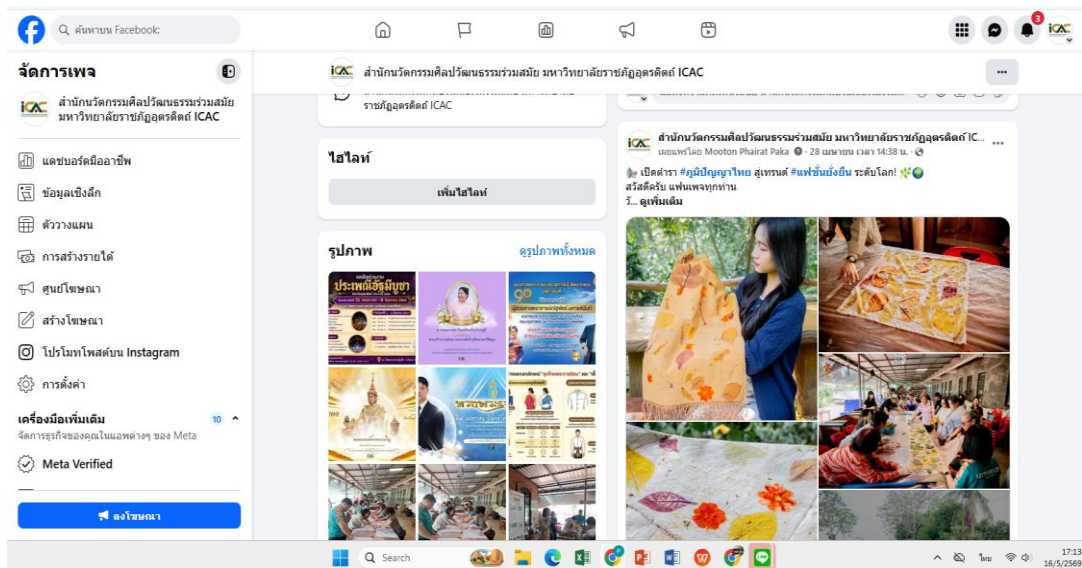 ค้นหาบน Facebook:
3
จัดการเพจ
สำนักนวัตกรรมศิลปวัฒนธรรมร่วมสมัย
มหาวิทยาลัยราชภัฏอุตรดิตถ์ ICAC
แดชบอร์ดมืออาชีพ
ข้อมูลเชิงลึก
ตัววางแผน
การสร้างรายได้
ศูนย์โฆษณา
สร้างโฆษณา
โปรโมทโพสต์บน Instagram
การตั้งค่า
เครื่องมือเพิ่มเติม 10
จัดการธุรกิจของคุณในแอพต่างๆ ของ Meta
Meta Verified
ลงโฆษณา
สำนักนวัตกรรมศิลปวัฒนธรรมร่วมสมัย มหาวิทยาลัยราชภัฏอุตรดิตถ์ ICAC
ราชภัฏอุตรดิตถ์ ICAC
ไฮไลท์
เพิ่มไฮไลท์
รูปภาพ ดูรูปภาพทั้งหมด
ประเพณีอัฐมีบูชา
สำนักนวัตกรรมศิลปวัฒนธรรมร่วมสมัย มหาวิทยาลัยราชภัฏอุตรดิตถ์ IC...
เผยแพร่โดย Mooton Phairat Paka · 28 เมษายน เวลา 14:38 น. ·
เปิดตำรา #ภูมิปัญญาไทย สู่เทรนด์ #แฟชั่นยั่งยืน ระดับโลก!
สวัสดีครับ แฟนเพจทุกท่าน
วั... ดูเพิ่มเติม
Search
ไทย
17:13
16/5/2569